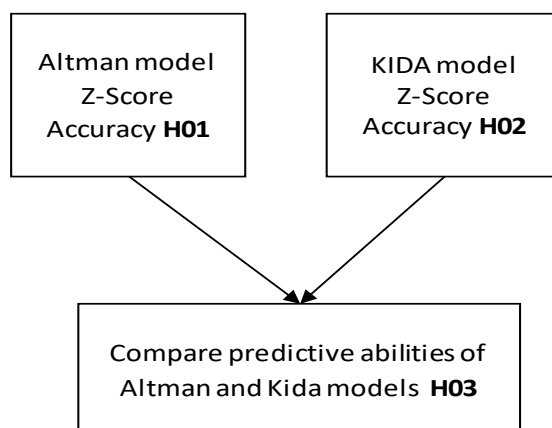 Altman model
Z-Score
Accuracy H01
KIDA model
Z-Score
Accuracy H02
Compare predictive abilities of
Altman and Kida models H03